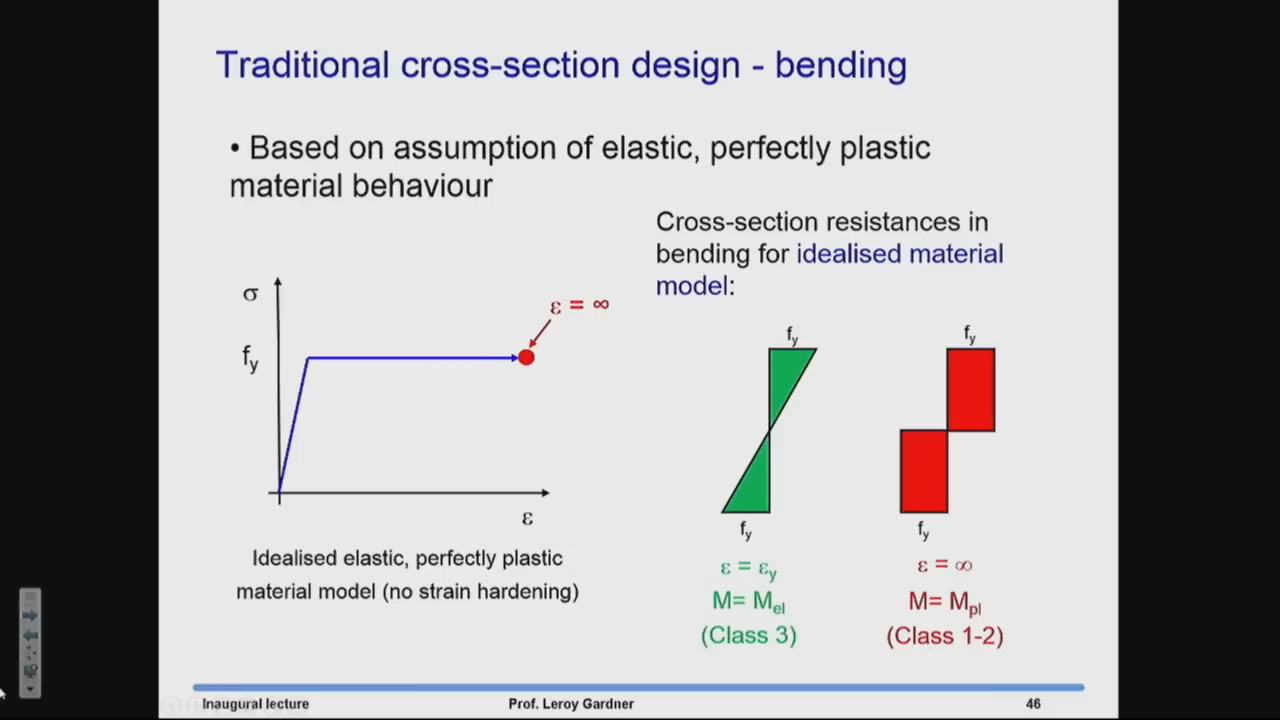 Traditional cross-section design - bending
• Based on assumption of elastic, perfectly plastic
material behaviour
Cross-section resistances in
bending for idealised material
model:
σ
ε = ∞
fy
ε
Idealised elastic, perfectly plastic
material model (no strain hardening)
fy
fy
ε = εy
M= Mel
(Class 3)
fy
fy
ε = ∞
M= Mpl
(Class 1-2)
Inaugural lecture
Prof. Leroy Gardner
46